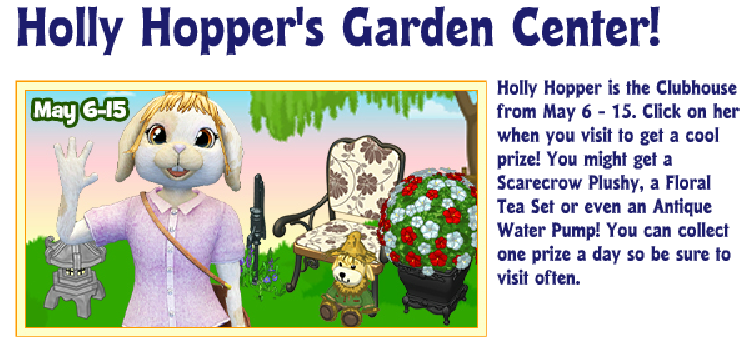 Holly Hopper's Garden Center!
May 6-15
Holly Hopper is the Clubhouse
from May 6 - 15. Click on her
when you visit to get a cool
prize! You might get a
Scarecrow Plushy, a Floral
Tea Set or even an Antique
Water Pump! You can collect
one prize a day so be sure to
visit often.